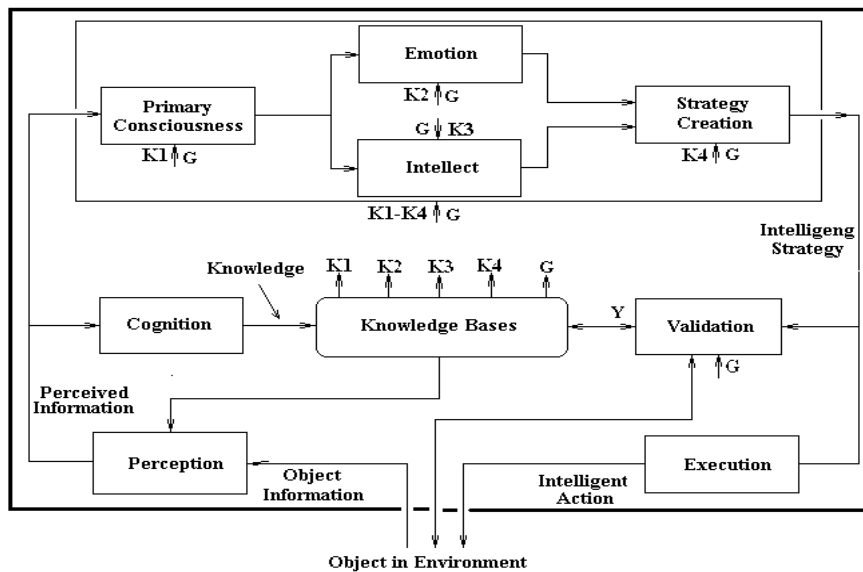 Emotion
K2 G
Primary
Consciousness
K1 G
G K3
Intellect
Strategy
Creation
K4 G
K1-K4 G
Intelligeng
Strategy
Knowledge
K1 K2 K3 K4 G
Cognition
Knowledge Bases
Y
Validation
G
Perceived
Information
Perception
Object
Information
Execution
Intelligent
Action
Object in Environment